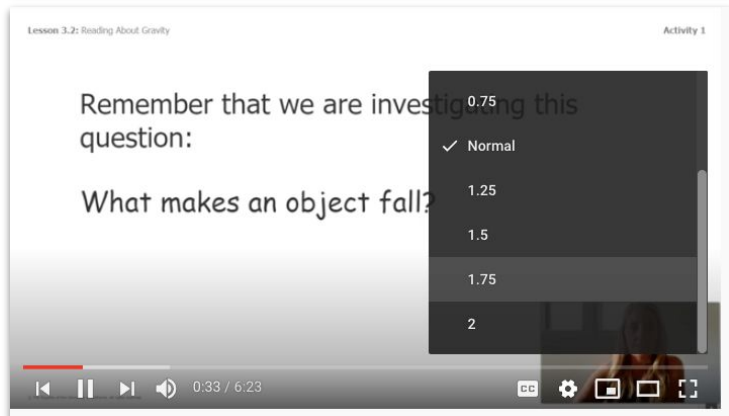 Lesson 3.2: Reading About Gravity
Activity 1
Remember that we are investigating this
question:
What makes an object fall?
0.75
Normal
1.25
1.5
1.75
2
0:33 / 6:23
CC